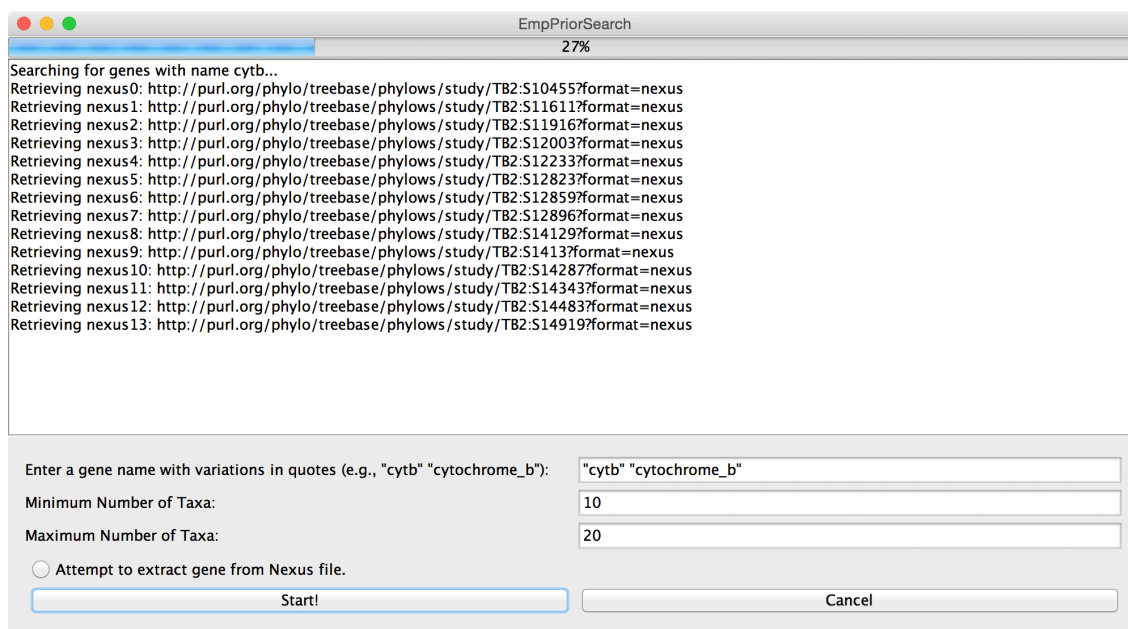 EmpPriorSearch
27%
Searching for genes with name cytb...
Retrieving nexus0: http://purl.org/phylo/treebase/phylows/study/TB2:S10455?format=nexus
Retrieving nexus1: http://purl.org/phylo/treebase/phylows/study/TB2:S11611?format=nexus
Retrieving nexus2: http://purl.org/phylo/treebase/phylows/study/TB2:S11916?format=nexus
Retrieving nexus3: http://purl.org/phylo/treebase/phylows/study/TB2:S12003?format=nexus
Retrieving nexus4: http://purl.org/phylo/treebase/phylows/study/TB2:S12233?format=nexus
Retrieving nexus5: http://purl.org/phylo/treebase/phylows/study/TB2:S12823?format=nexus
Retrieving nexus6: http://purl.org/phylo/treebase/phylows/study/TB2:S12859?format=nexus
Retrieving nexus7: http://purl.org/phylo/treebase/phylows/study/TB2:S12896?format=nexus
Retrieving nexus8: http://purl.org/phylo/treebase/phylows/study/TB2:S14129?format=nexus
Retrieving nexus9: http://purl.org/phylo/treebase/phylows/study/TB2:S1413?format=nexus
Retrieving nexus10: http://purl.org/phylo/treebase/phylows/study/TB2:S14287?format=nexus
Retrieving nexus11: http://purl.org/phylo/treebase/phylows/study/TB2:S14343?format=nexus
Retrieving nexus12: http://purl.org/phylo/treebase/phylows/study/TB2:S14483?format=nexus
Retrieving nexus13: http://purl.org/phylo/treebase/phylows/study/TB2:S14919?format=nexus
Enter a gene name with variations in quotes (e.g., "cytb" "cytochrome_b"): "cytb" "cytochrome_b"
Minimum Number of Taxa: 10
Maximum Number of Taxa: 20
Attempt to extract gene from Nexus file.
Start! Cancel